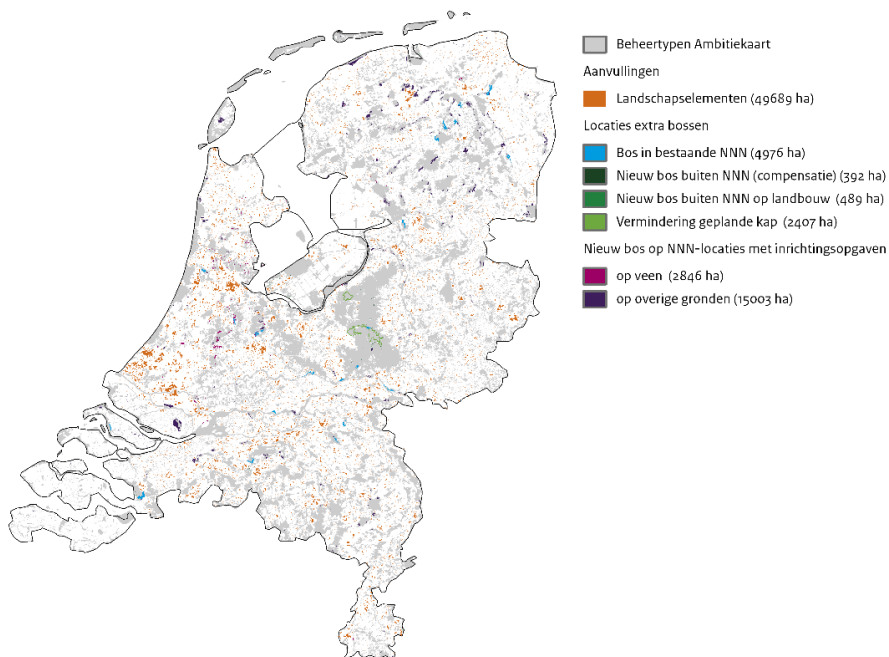 Beheertypen Ambitiekaart
Aanvullingen
Landschapselementen (49689 ha)
Locaties extra bossen
Bos in bestaande NNN (4976 ha)
Nieuw bos buiten NNN (compensatie) (392 ha)
Nieuw bos buiten NNN op landbouw (489 ha)
Vermindering geplande kap (2407 ha)
Nieuw bos op NNN-locaties met inrichtingsopgaven
op veen (2846 ha)
op overige gronden (15003 ha)